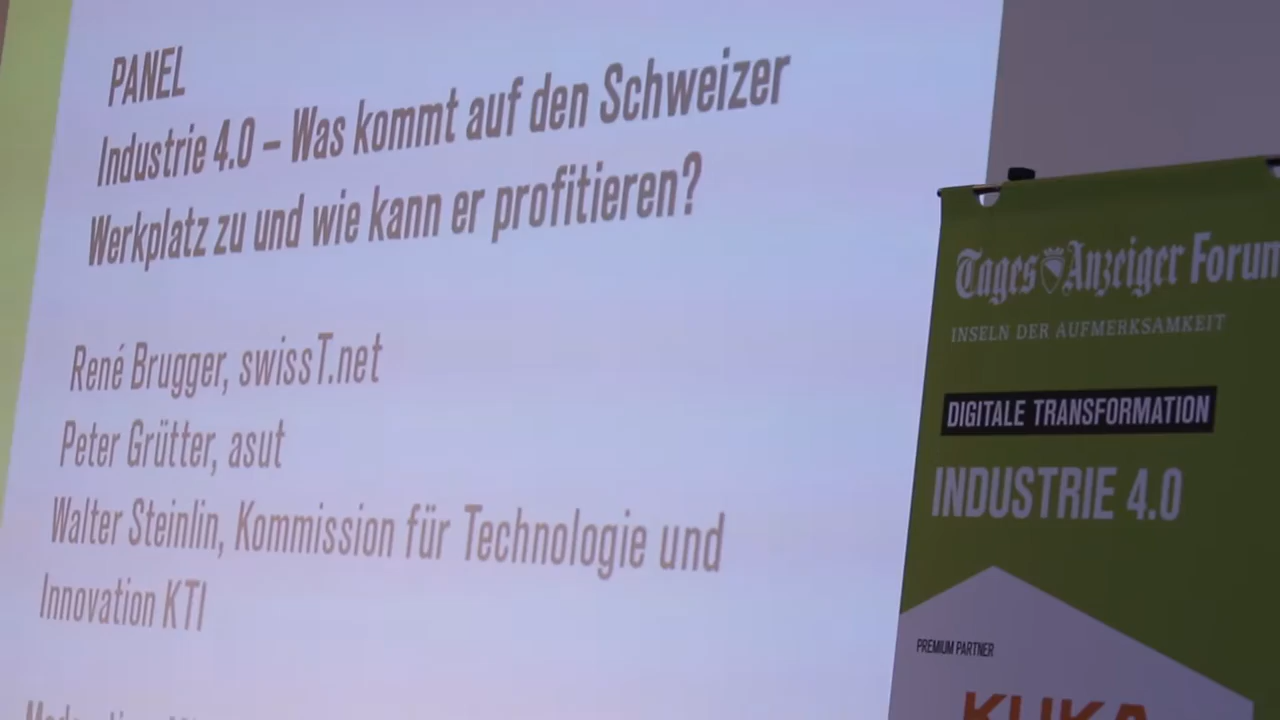 PANEL
Industrie 4.0 – Was kommt auf den Schweizer
Werkplatz zu und wie kann er profitieren?
René Brugger, swissT.net
Peter Grütter, asut
Walter Steinlin, Kommission für Technologie und
Innovation KTI
Tages Anzeiger Forum
INSELN DER AUFMERKSAMKEIT
DIGITALE TRANSFORMATION
INDUSTRIE 4.0
PREMIUM PARTNER
KUKA